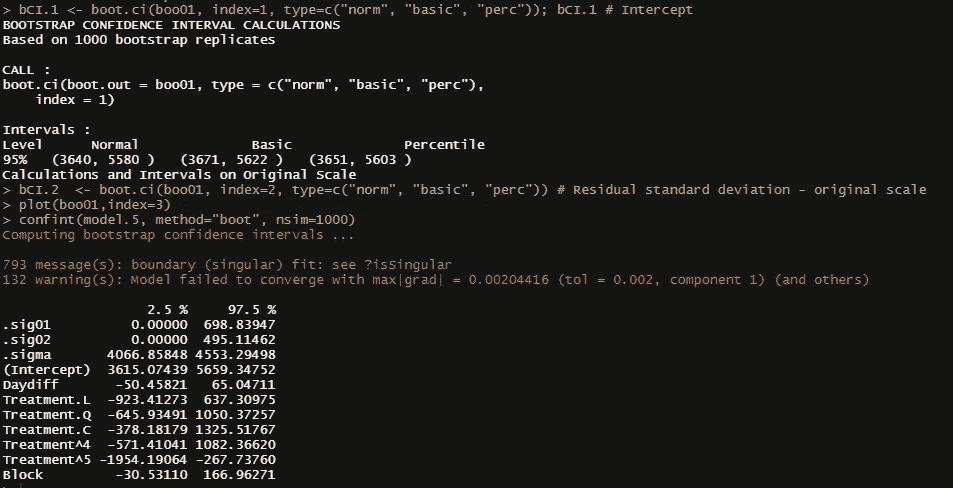 > bCI.1 <- boot.ci(boo01, index=1, type=c("norm", "basic", "perc")); bCI.1 # Intercept
BOOTSTRAP CONFIDENCE INTERVAL CALCULATIONS
Based on 1000 bootstrap replicates
CALL :
boot.ci(boot.out = boo01, type = c("norm", "basic", "perc"),
    index = 1)
Intervals :
Level      Normal              Basic              Percentile
95%   (3640, 5580 )   (3671, 5622 )   (3651, 5603 )
Calculations and Intervals on Original Scale
> bCI.2  <- boot.ci(boo01, index=2, type=c("norm", "basic", "perc")) # Residual standard deviation - original scale
> plot(boo01,index=3)
> confint(model.5, method="boot", nsim=1000)
Computing bootstrap confidence intervals ...
793 message(s): boundary (singular) fit: see ?isSingular
132 warning(s): Model failed to converge with max|grad| = 0.00204416 (tol = 0.002, component 1) (and others)
                 2.5 %     97.5 %
.sig01         0.00000  698.83947
.sig02         0.00000  495.11462
.sigma      4066.85848 4553.29498
(Intercept) 3615.07439 5659.34752
Daydiff      -50.45821   65.04711
Treatment.L -923.41273  637.30975
Treatment.Q -645.93491 1050.37257
Treatment.C -378.18179 1325.51767
Treatment^4 -571.41041 1082.36620
Treatment^5 -1954.19064 -267.73760
Block        -30.53110  166.96271